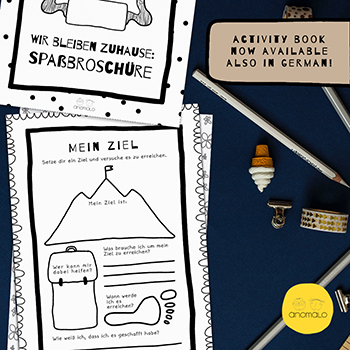 WIR BLEIBEN ZUHAUSE:
SPAßBROSCHÜRE
ACTIVITY BOOK
NOW AVAILABLE
ALSO IN GERMAN!
MEIN ZIEL
Setze dir ein Ziel und versuche es zu erreichen.
Mein Ziel ist:
Was brauche ich um mein
Ziel zu erreichen?
Wer kann mir
dabei helfen?
Wann werde
ich es
erreichen?
Wie weiß ich, dass ich es geschafft habe?
anomalo